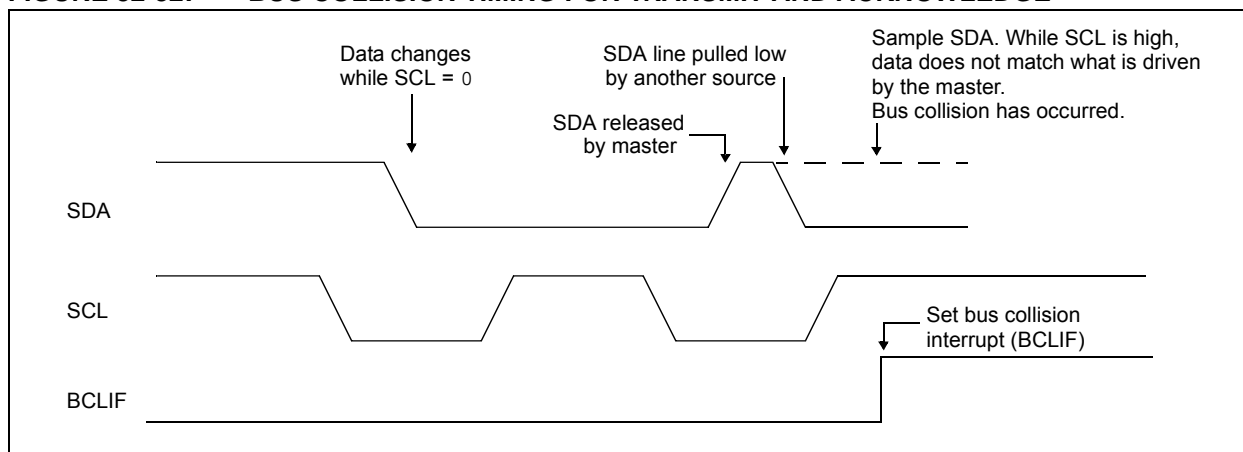 Data changes
while SCL = 0
SDA line pulled low
by another source
SDA released
by master
Sample SDA. While SCL is high,
data does not match what is driven
by the master.
Bus collision has occurred.
SDA
SCL
Set bus collision
interrupt (BCLIF)
BCLIF